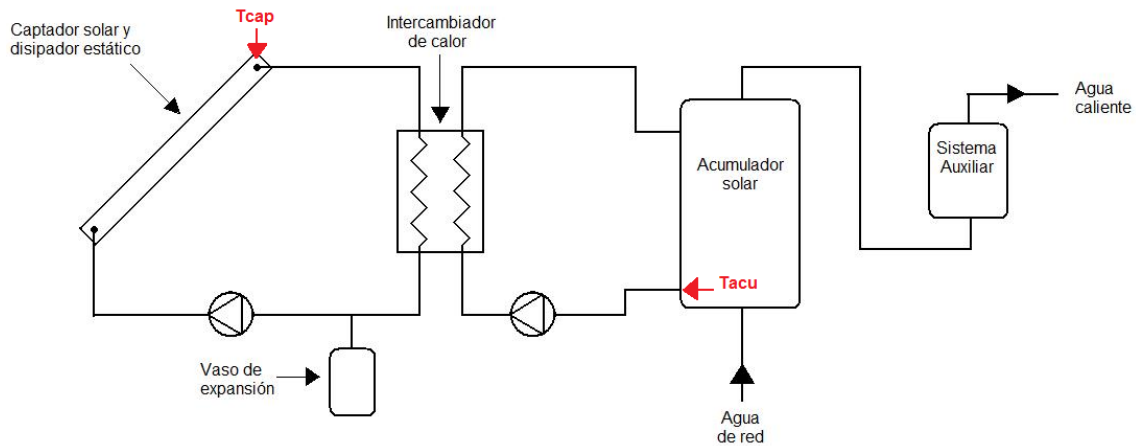 Tcap
Captador solar y
disipador estático
Intercambiador
de calor
Agua
caliente
Sistema
Auxiliar
Acumulador
solar
Tacu
Vaso de
expansión
Agua
de red